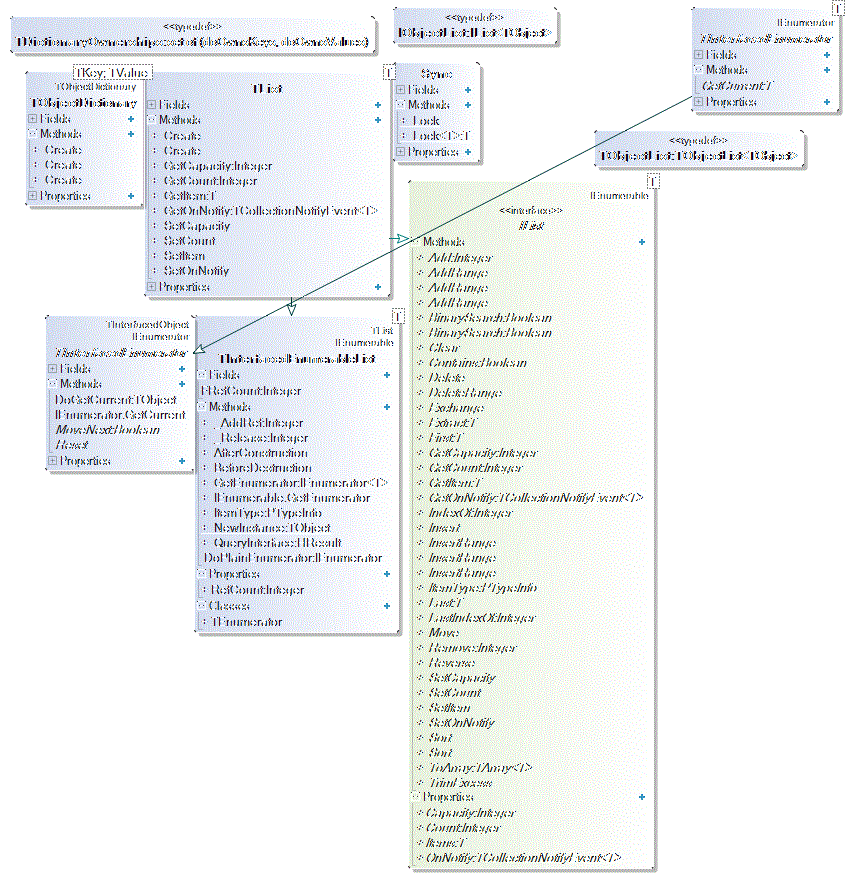 <<typedef>>
TDictionaryOwnerships:set of (doOwnsKeys, doOwnsValues)
<<typedef>>
IObjectList:IList<TObject>
T
IEnumerator
TInterfacedEnumerator
Fields
Methods
GetCurrent:T
Properties
TKey; TValue
TObjectDictionary
TObjectDictionary
Fields
Methods
Create
Create
Create
Properties
T
TList
Fields
Methods
Create
Create
GetCapacity:Integer
GetCount:Integer
GetItem:T
GetOnNotify:TCollectionNotifyEvent<T>
SetCapacity
SetCount
SetItem
SetOnNotify
Properties
Sync
Fields
Methods
Lock
Lock<T>:T
Properties
<<typedef>>
TObjectList:TObjectList<TObject>
T
IEnumerable
<<interface>>
IList
Methods
Add:Integer
AddRange
AddRange
AddRange
BinarySearch:Boolean
BinarySearch:Boolean
Clear
Contains:Boolean
Delete
DeleteRange
Exchange
Extract:T
First:T
GetCapacity:Integer
GetCount:Integer
GetItem:T
GetOnNotify:TCollectionNotifyEvent<T>
IndexOf:Integer
Insert
InsertRange
InsertRange
InsertRange
ItemType:PTypeInfo
Last:T
LastIndexOf:Integer
Move
Remove:Integer
Reverse
SetCapacity
SetCount
SetItem
SetOnNotify
Sort
Sort
ToArray:TArray<T>
TrimExcess
Properties
Capacity:Integer
Count:Integer
Items:T
OnNotify:TCollectionNotifyEvent<T>
TInterfacedObject
IEnumerator
TInterfacedEnumerator
Fields
Methods
DoGetCurrent:TObject
IEnumerator.GetCurrent
MoveNext:Boolean
Reset
Properties
T
TList
IEnumerable
TInterfacedEnumerableList
Fields
FRefCount:Integer
Methods
_AddRef:Integer
_Release:Integer
AfterConstruction
BeforeDestruction
GetEnumerator:IEnumerator<T>
IEnumerable.GetEnumerator
ItemType:PTypeInfo
NewInstance:TObject
QueryInterface:HResult
DoPlainEnumerator:IEnumerator
Properties
RefCount:Integer
Classes
TEnumerator